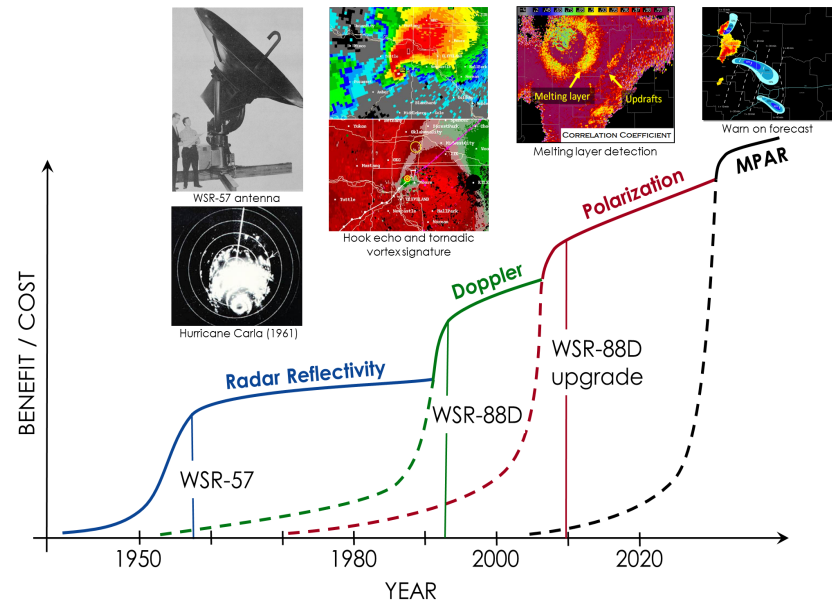 WSR-57 antenna
Hurricane Carla (1961)
Hook echo and tornadic
vortex signature
Melting layer
Updrafts
CORRELATION COEFFICIENT
Melting layer detection
Warn on forecast
MPAR
Polarization
Doppler
Radar Reflectivity
WSR-57
WSR-88D
WSR-88D
upgrade
BENEFIT / COST
1950
1980
2000
2020
YEAR